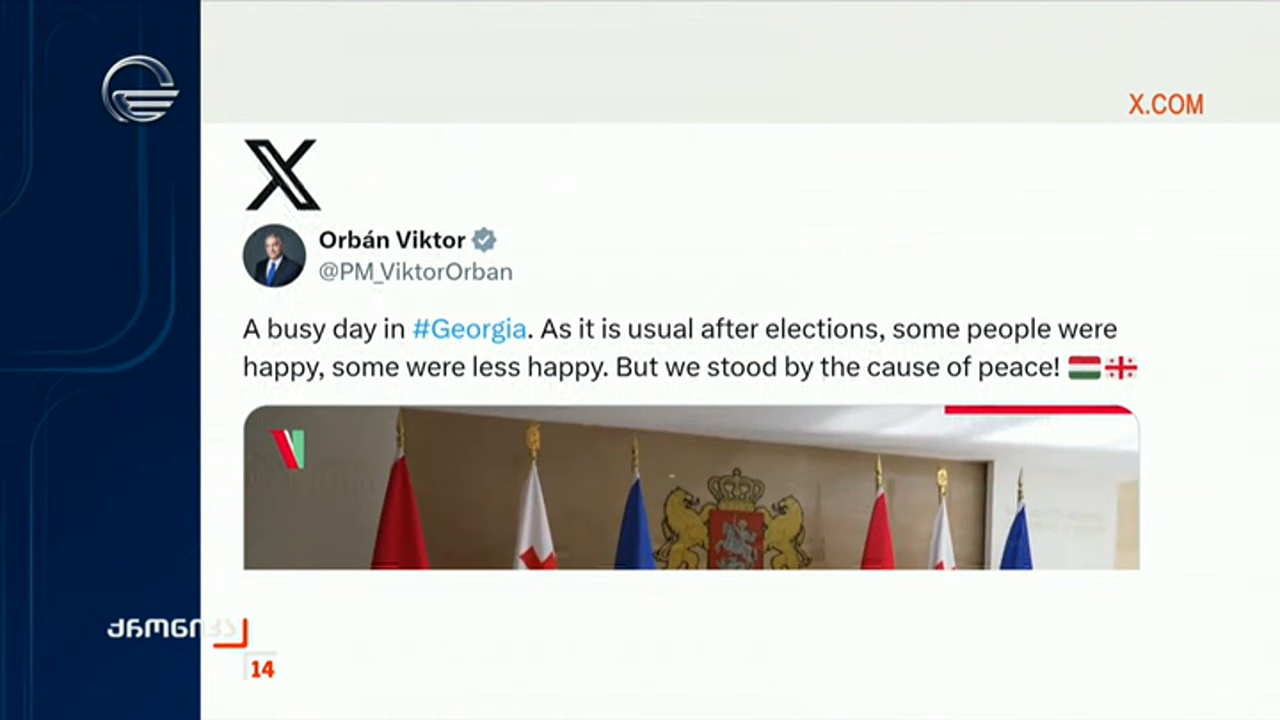 X.COM
Orbán Viktor
@PM_ViktorOrban
A busy day in #Georgia. As it is usual after elections, some people were
happy, some were less happy. But we stood by the cause of peace!
ქრონიკა
14